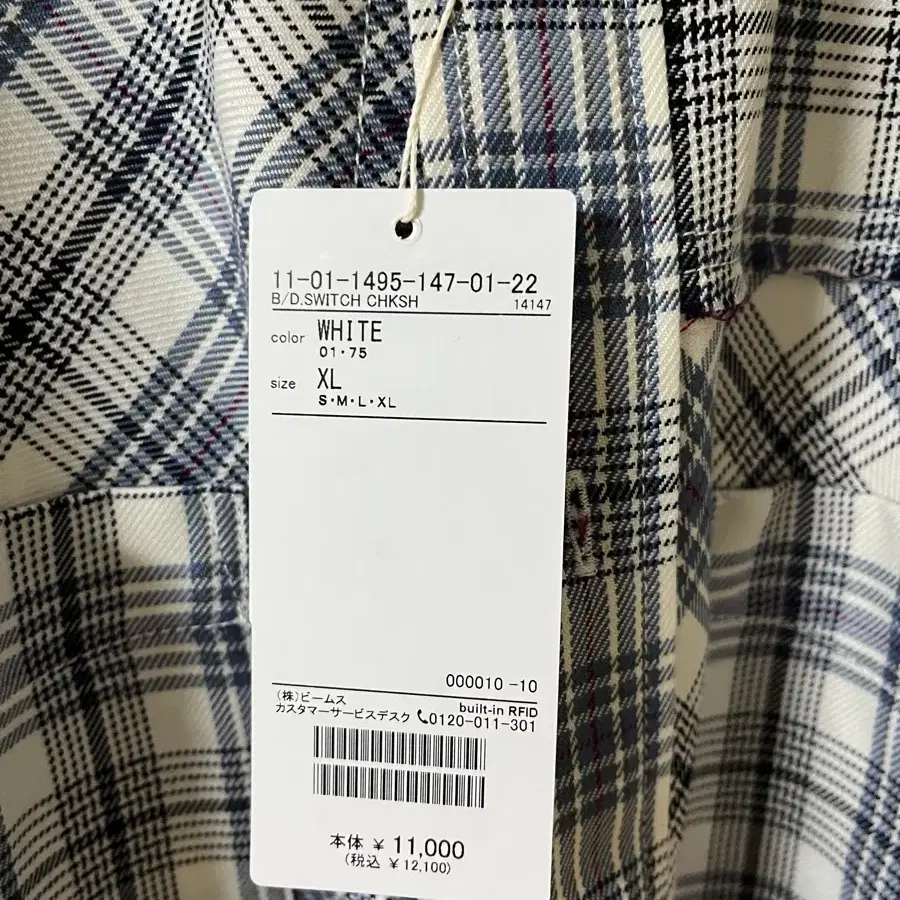 11-01-1495-147-01-22
B/D.SWITCH CHKSH 14147
color WHITE
01・75
size XL
S・M・L・XL
000010 -10
(株)ビームス built-in RFID
カスタマーサービスデスク 0120-011-301
本体 ¥ 11,000
(税込 ¥ 12,100)